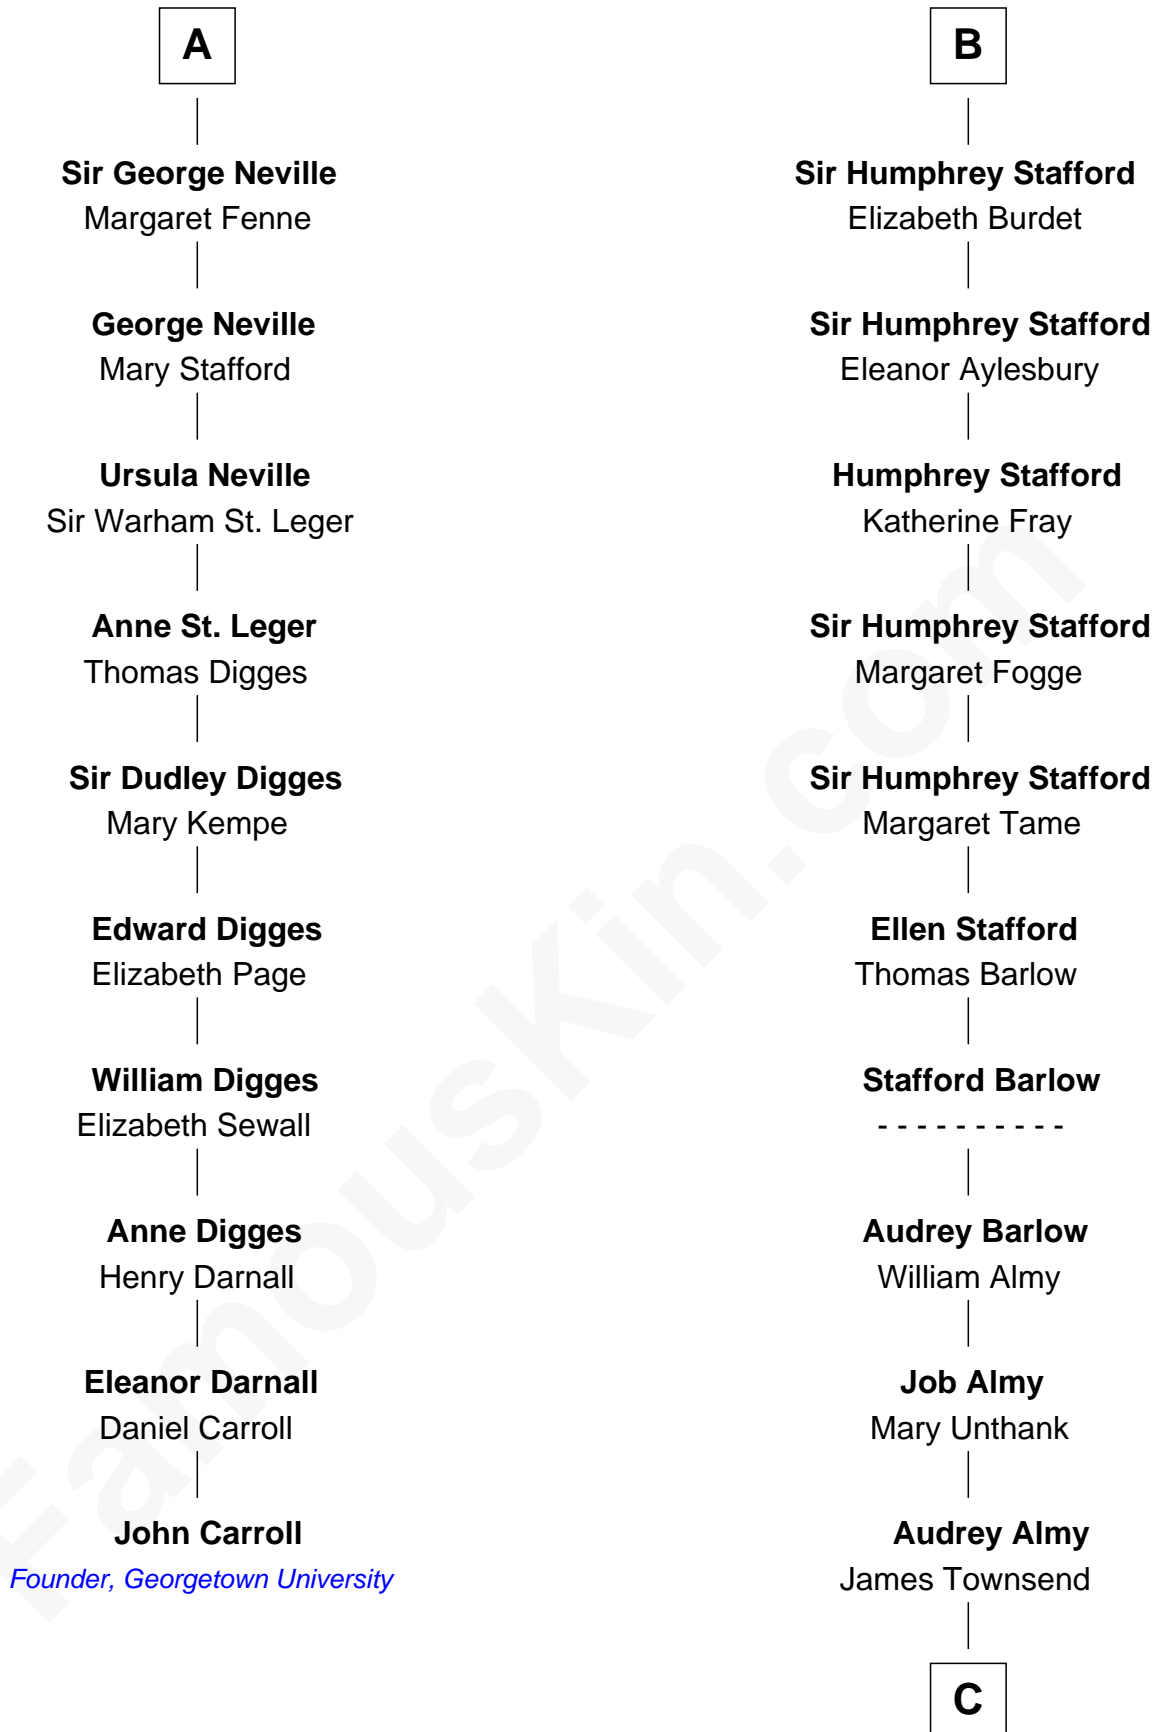 A
Sir George Neville
Margaret Fenne
George Neville
Mary Stafford
Ursula Neville
Sir Warham St. Leger
Anne St. Leger
Thomas Digges
Sir Dudley Digges
Mary Kempe
Edward Digges
Elizabeth Page
William Digges
Elizabeth Sewall
Anne Digges
Henry Darnall
Eleanor Darnall
Daniel Carroll
John Carroll
Founder, Georgetown University
B
Sir Humphrey Stafford
Elizabeth Burdet
Sir Humphrey Stafford
Eleanor Aylesbury
Humphrey Stafford
Katherine Fray
Sir Humphrey Stafford
Margaret Fogge
Sir Humphrey Stafford
Margaret Tame
Ellen Stafford
Thomas Barlow
Stafford Barlow
- - - - - - - - - -
Audrey Barlow
William Almy
Job Almy
Mary Unthank
Audrey Almy
James Townsend
C
FamousKin.com